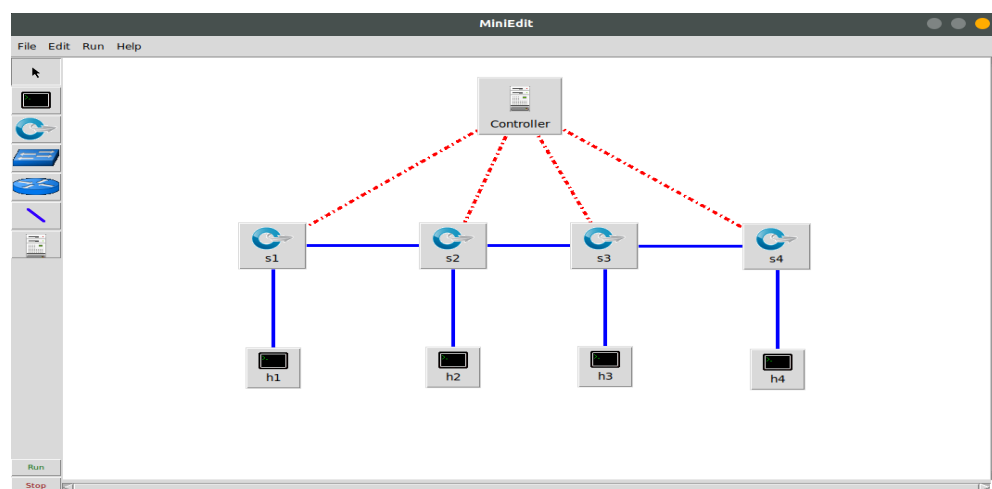 MiniEdit
File Edit Run Help
Controller
s1 s2 s3 s4
h1 h2 h3 h4
Run
Stop